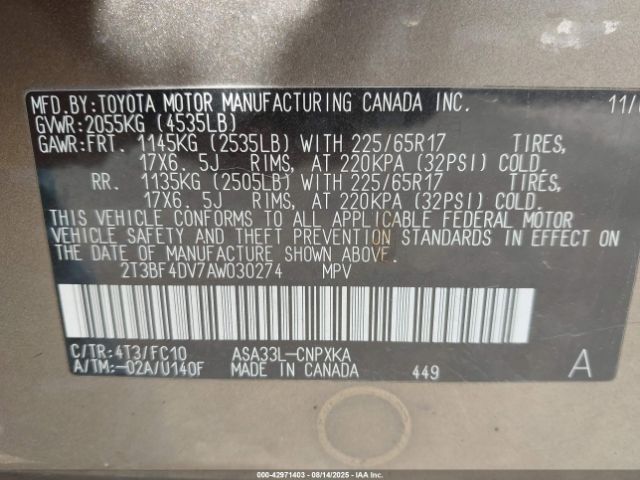 MFD.BY:TOYOTA MOTOR MANUFACTURING CANADA INC. 11/
GVWR:2055KG (4535LB)
GAWR:FRT. 1145KG (2535LB) WITH 225/65R17 TIRES,
17X6. 5J RIMS, AT 220KPA (32PSI) COLD.
RR. 1135KG (2505LB) WITH 225/65R17 TIRES,
17X6. 5J RIMS, AT 220KPA (32PSI) COLD.
THIS VEHICLE CONFORMS TO ALL APPLICABLE FEDERAL MOTOR
VEHICLE SAFETY AND THEFT PREVENTION STANDARDS IN EFFECT ON
THE DATE OF MANUFACTURE SHOWN ABOVE.
2T3BF4DV7AW030274 MPV
C/TR:4T3/FC10 ASA33L-CNPXKA
A/TM:-02A/U140F MADE IN CANADA 449 A
000-42971403 - 08/14/2025 - IAA Inc.